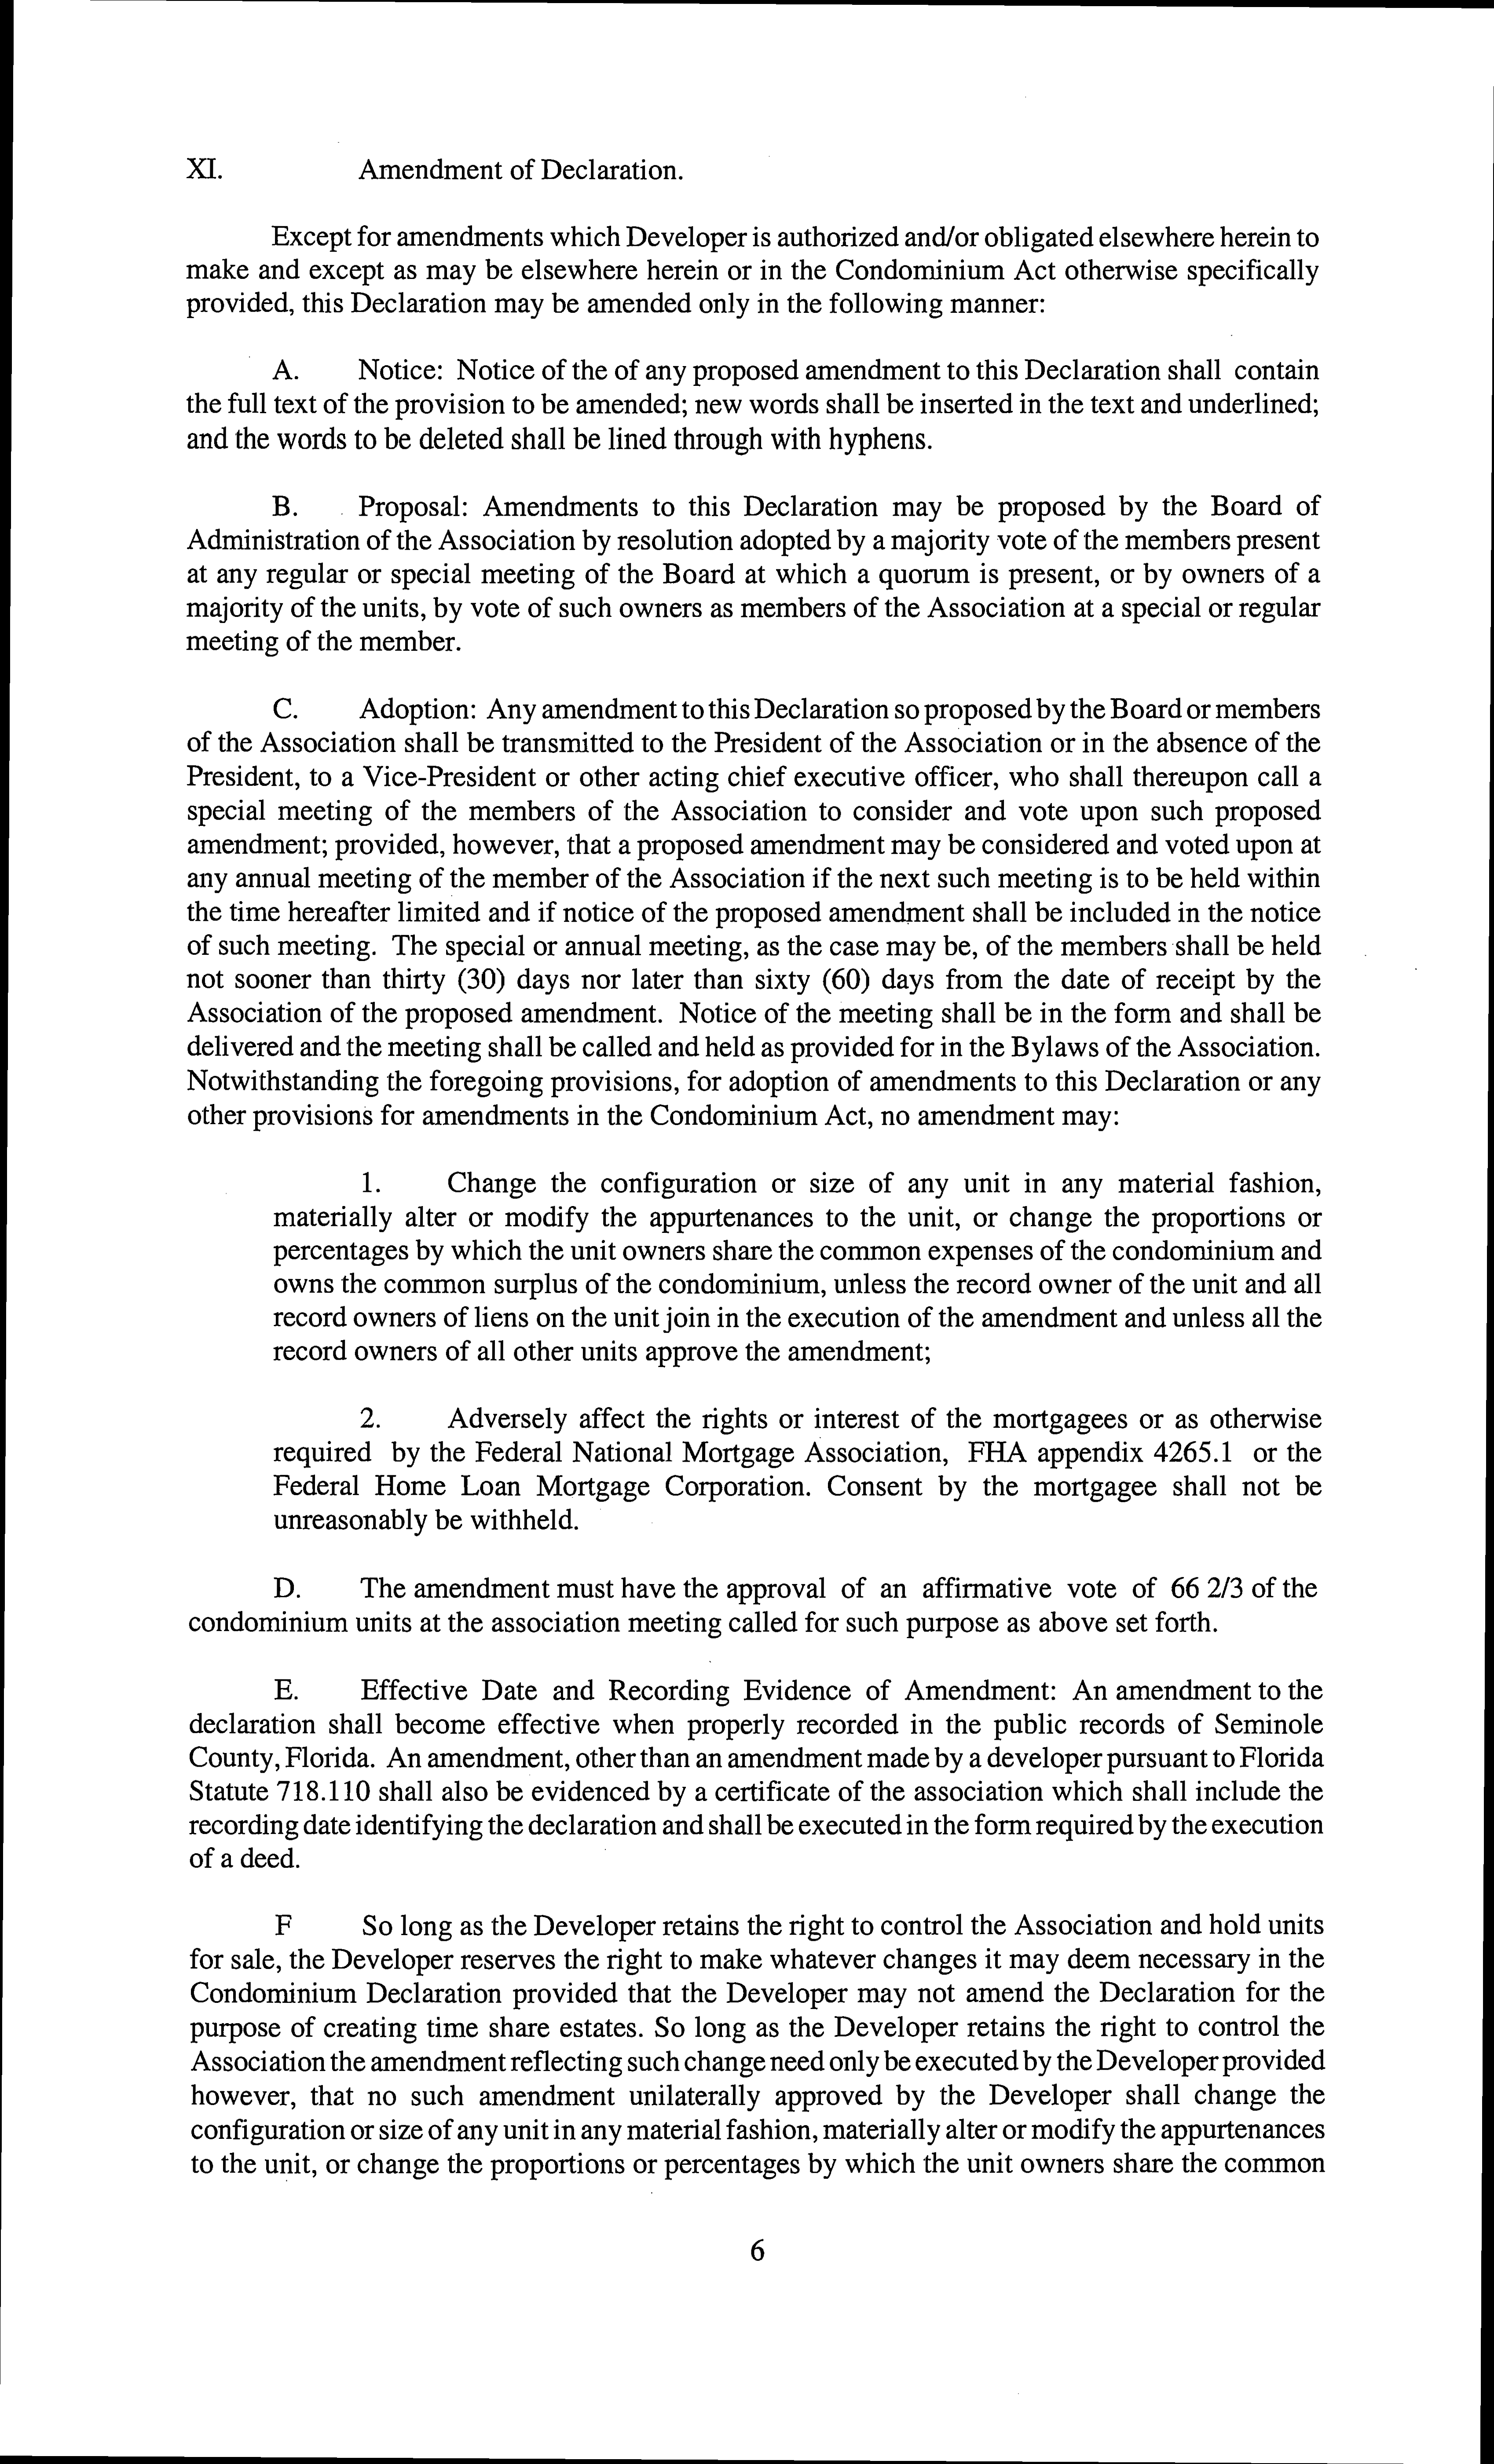 XI. Amendment of Declaration.
Except for amendments which Developer is authorized and/or obligated elsewhere herein to
make and except as may be elsewhere herein or in the Condominium Act otherwise specifically
provided, this Declaration may be amended only in the following manner:
A. Notice: Notice of the of any proposed amendment to this Declaration shall contain
the full text of the provision to be amended; new words shall be inserted in the text and underlined;
and the words to be deleted shall be lined through with hyphens.
B. Proposal: Amendments to this Declaration may be proposed by the Board of
Administration of the Association by resolution adopted by a majority vote of the members present
at any regular or special meeting of the Board at which a quorum is present, or by owners of a
majority of the units, by vote of such owners as members of the Association at a special or regular
meeting of the member.
C. Adoption: Any amendment to this Declaration so proposed by the Board or members
of the Association shall be transmitted to the President of the Association or in the absence of the
President, to a Vice-President or other acting chief executive officer, who shall thereupon call a
special meeting of the members of the Association to consider and vote upon such proposed
amendment; provided, however, that a proposed amendment may be considered and voted upon at
any annual meeting of the member of the Association if the next such meeting is to be held within
the time hereafter limited and if notice of the proposed amendment shall be included in the notice
of such meeting. The special or annual meeting, as the case may be, of the members shall be held
not sooner than thirty (30) days nor later than sixty (60) days from the date of receipt by the
Association of the proposed amendment. Notice of the meeting shall be in the form and shall be
delivered and the meeting shall be called and held as provided for in the Bylaws of the Association.
Notwithstanding the foregoing provisions, for adoption of amendments to this Declaration or any
other provisions for amendments in the Condominium Act, no amendment may:
1. Change the configuration or size of any unit in any material fashion,
materially alter or modify the appurtenances to the unit, or change the proportions or
percentages by which the unit owners share the common expenses of the condominium and
owns the common surplus of the condominium, unless the record owner of the unit and all
record owners of liens on the unit join in the execution of the amendment and unless all the
record owners of all other units approve the amendment;
2. Adversely affect the rights or interest of the mortgagees or as otherwise
required by the Federal National Mortgage Association, FHA appendix 4265.1 or the
Federal Home Loan Mortgage Corporation. Consent by the mortgagee shall not be
unreasonably be withheld.
D. The amendment must have the approval of an affirmative vote of 66 2/3 of the
condominium units at the association meeting called for such purpose as above set forth.
E. Effective Date and Recording Evidence of Amendment: An amendment to the
declaration shall become effective when properly recorded in the public records of Seminole
County, Florida. An amendment, other than an amendment made by a developer pursuant to Florida
Statute 718.110 shall also be evidenced by a certificate of the association which shall include the
recording date identifying the declaration and shall be executed in the form required by the execution
of a deed.
F So long as the Developer retains the right to control the Association and hold units
for sale, the Developer reserves the right to make whatever changes it may deem necessary in the
Condominium Declaration provided that the Developer may not amend the Declaration for the
purpose of creating time share estates. So long as the Developer retains the right to control the
Association the amendment reflecting such change need only be executed by the Developer provided
however, that no such amendment unilaterally approved by the Developer shall change the
configuration or size of any unit in any material fashion, materially alter or modify the appurtenances
to the unit, or change the proportions or percentages by which the unit owners share the common
6